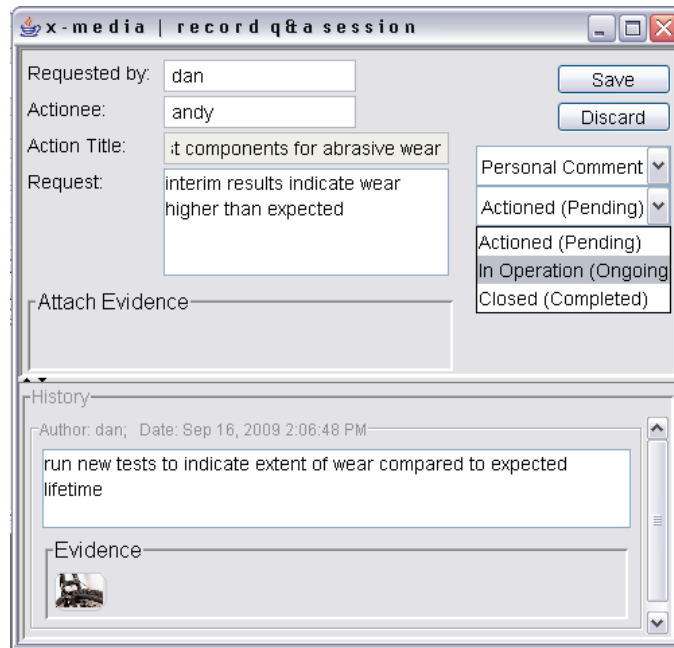 x-media | record q&a session
Requested by: dan
Save
Actionee: andy
Discard
Action Title: components for abrasive wear
Personal Comment
Request: interim results indicate wear
higher than expected
Actioned (Pending)
Actioned (Pending)
In Operation (Ongoing
Closed (Completed)
Attach Evidence
History
Author: dan; Date: Sep 16, 2009 2:06:48 PM
run new tests to indicate extent of wear compared to expected
lifetime
Evidence